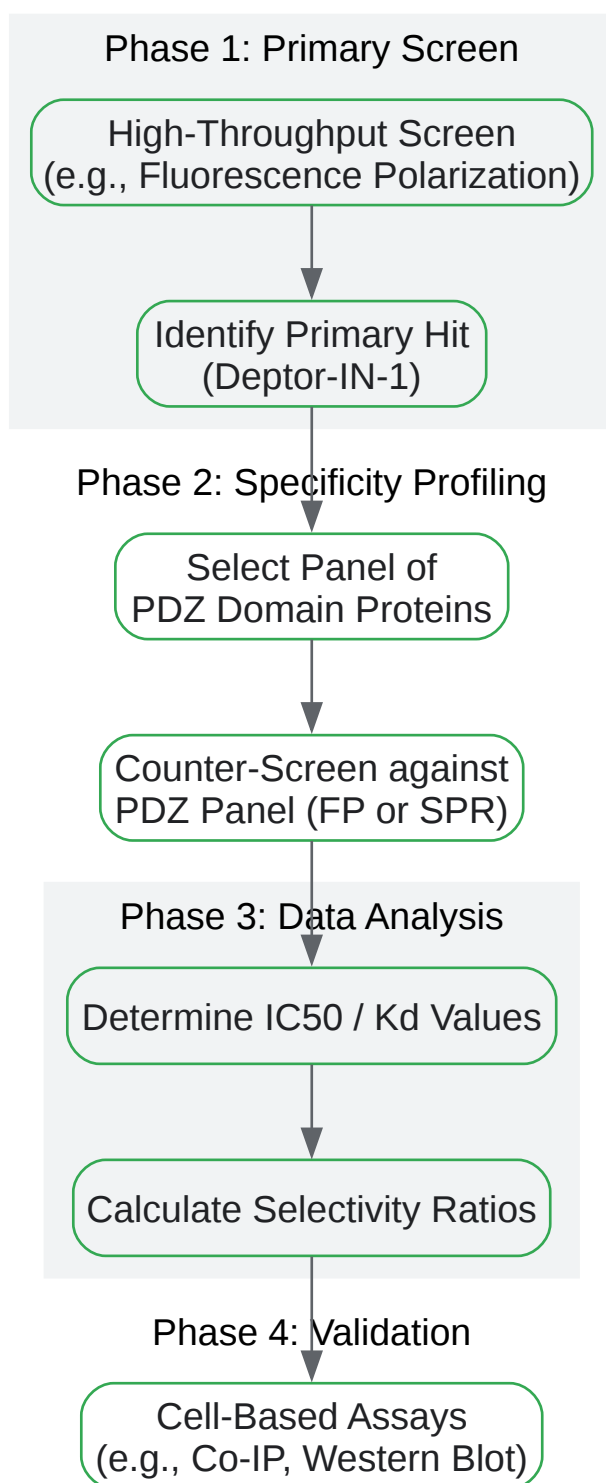 Phase 1: Primary Screen
High-Throughput Screen
(e.g., Fluorescence Polarization)
Identify Primary Hit
(Deptor-IN-1)
Phase 2: Specificity Profiling
Select Panel of
PDZ Domain Proteins
Counter-Screen against
PDZ Panel (FP or SPR)
Phase 3: Data Analysis
Determine IC50 / Kd Values
Calculate Selectivity Ratios
Phase 4: Validation
Cell-Based Assays
(e.g., Co-IP, Western Blot)